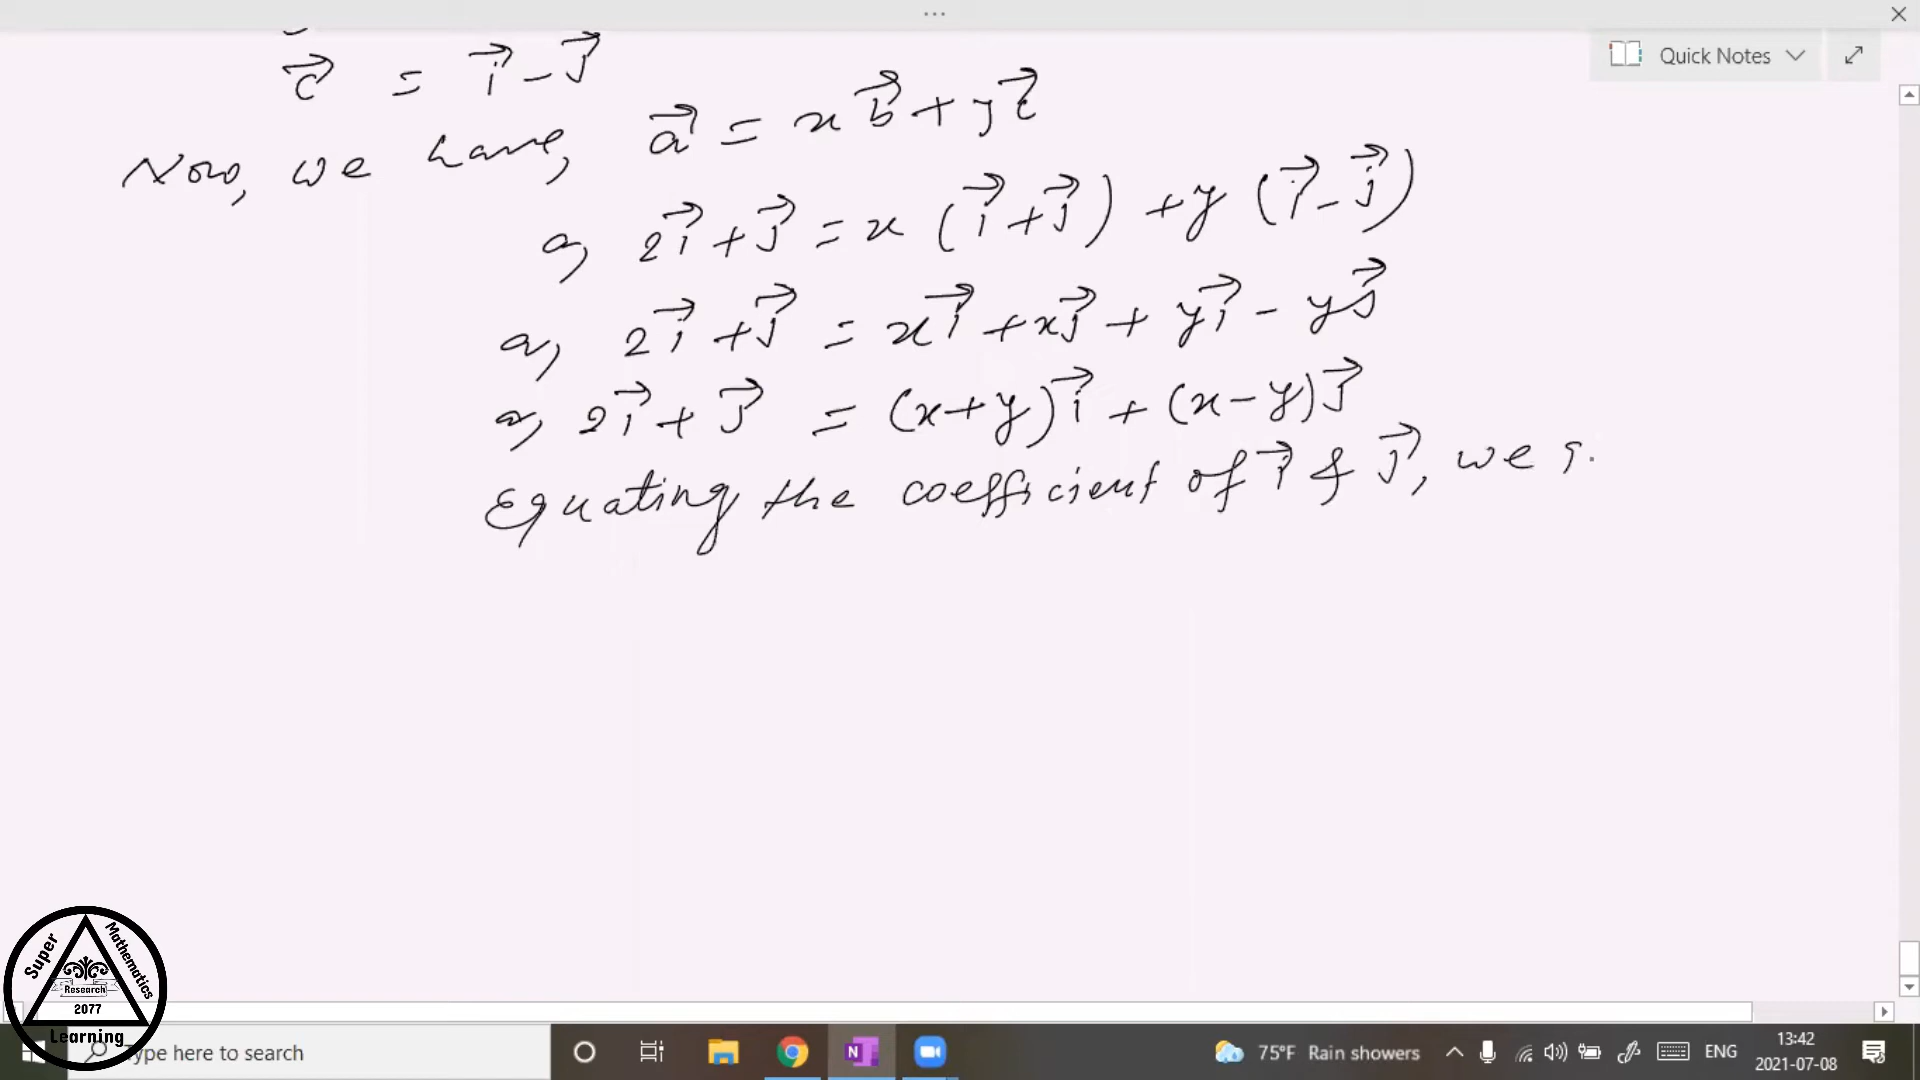 Quick Notes
c⃗ = i⃗ - j⃗
Now, we have, a⃗ = x b⃗ + y c⃗
or, 2i⃗ + j⃗ = x (i⃗ + j⃗) + y (i⃗ - j⃗)
or, 2i⃗ + j⃗ = xi⃗ + xj⃗ + yi⃗ - yj⃗
or, 2i⃗ + j⃗ = (x+y)i⃗ + (x-y)j⃗
Equating the coefficient of i⃗ & j⃗, we
Super Mathematics
Research
2077
Learning
Type here to search
75°F Rain showers
ENG
13:42
2021-07-08